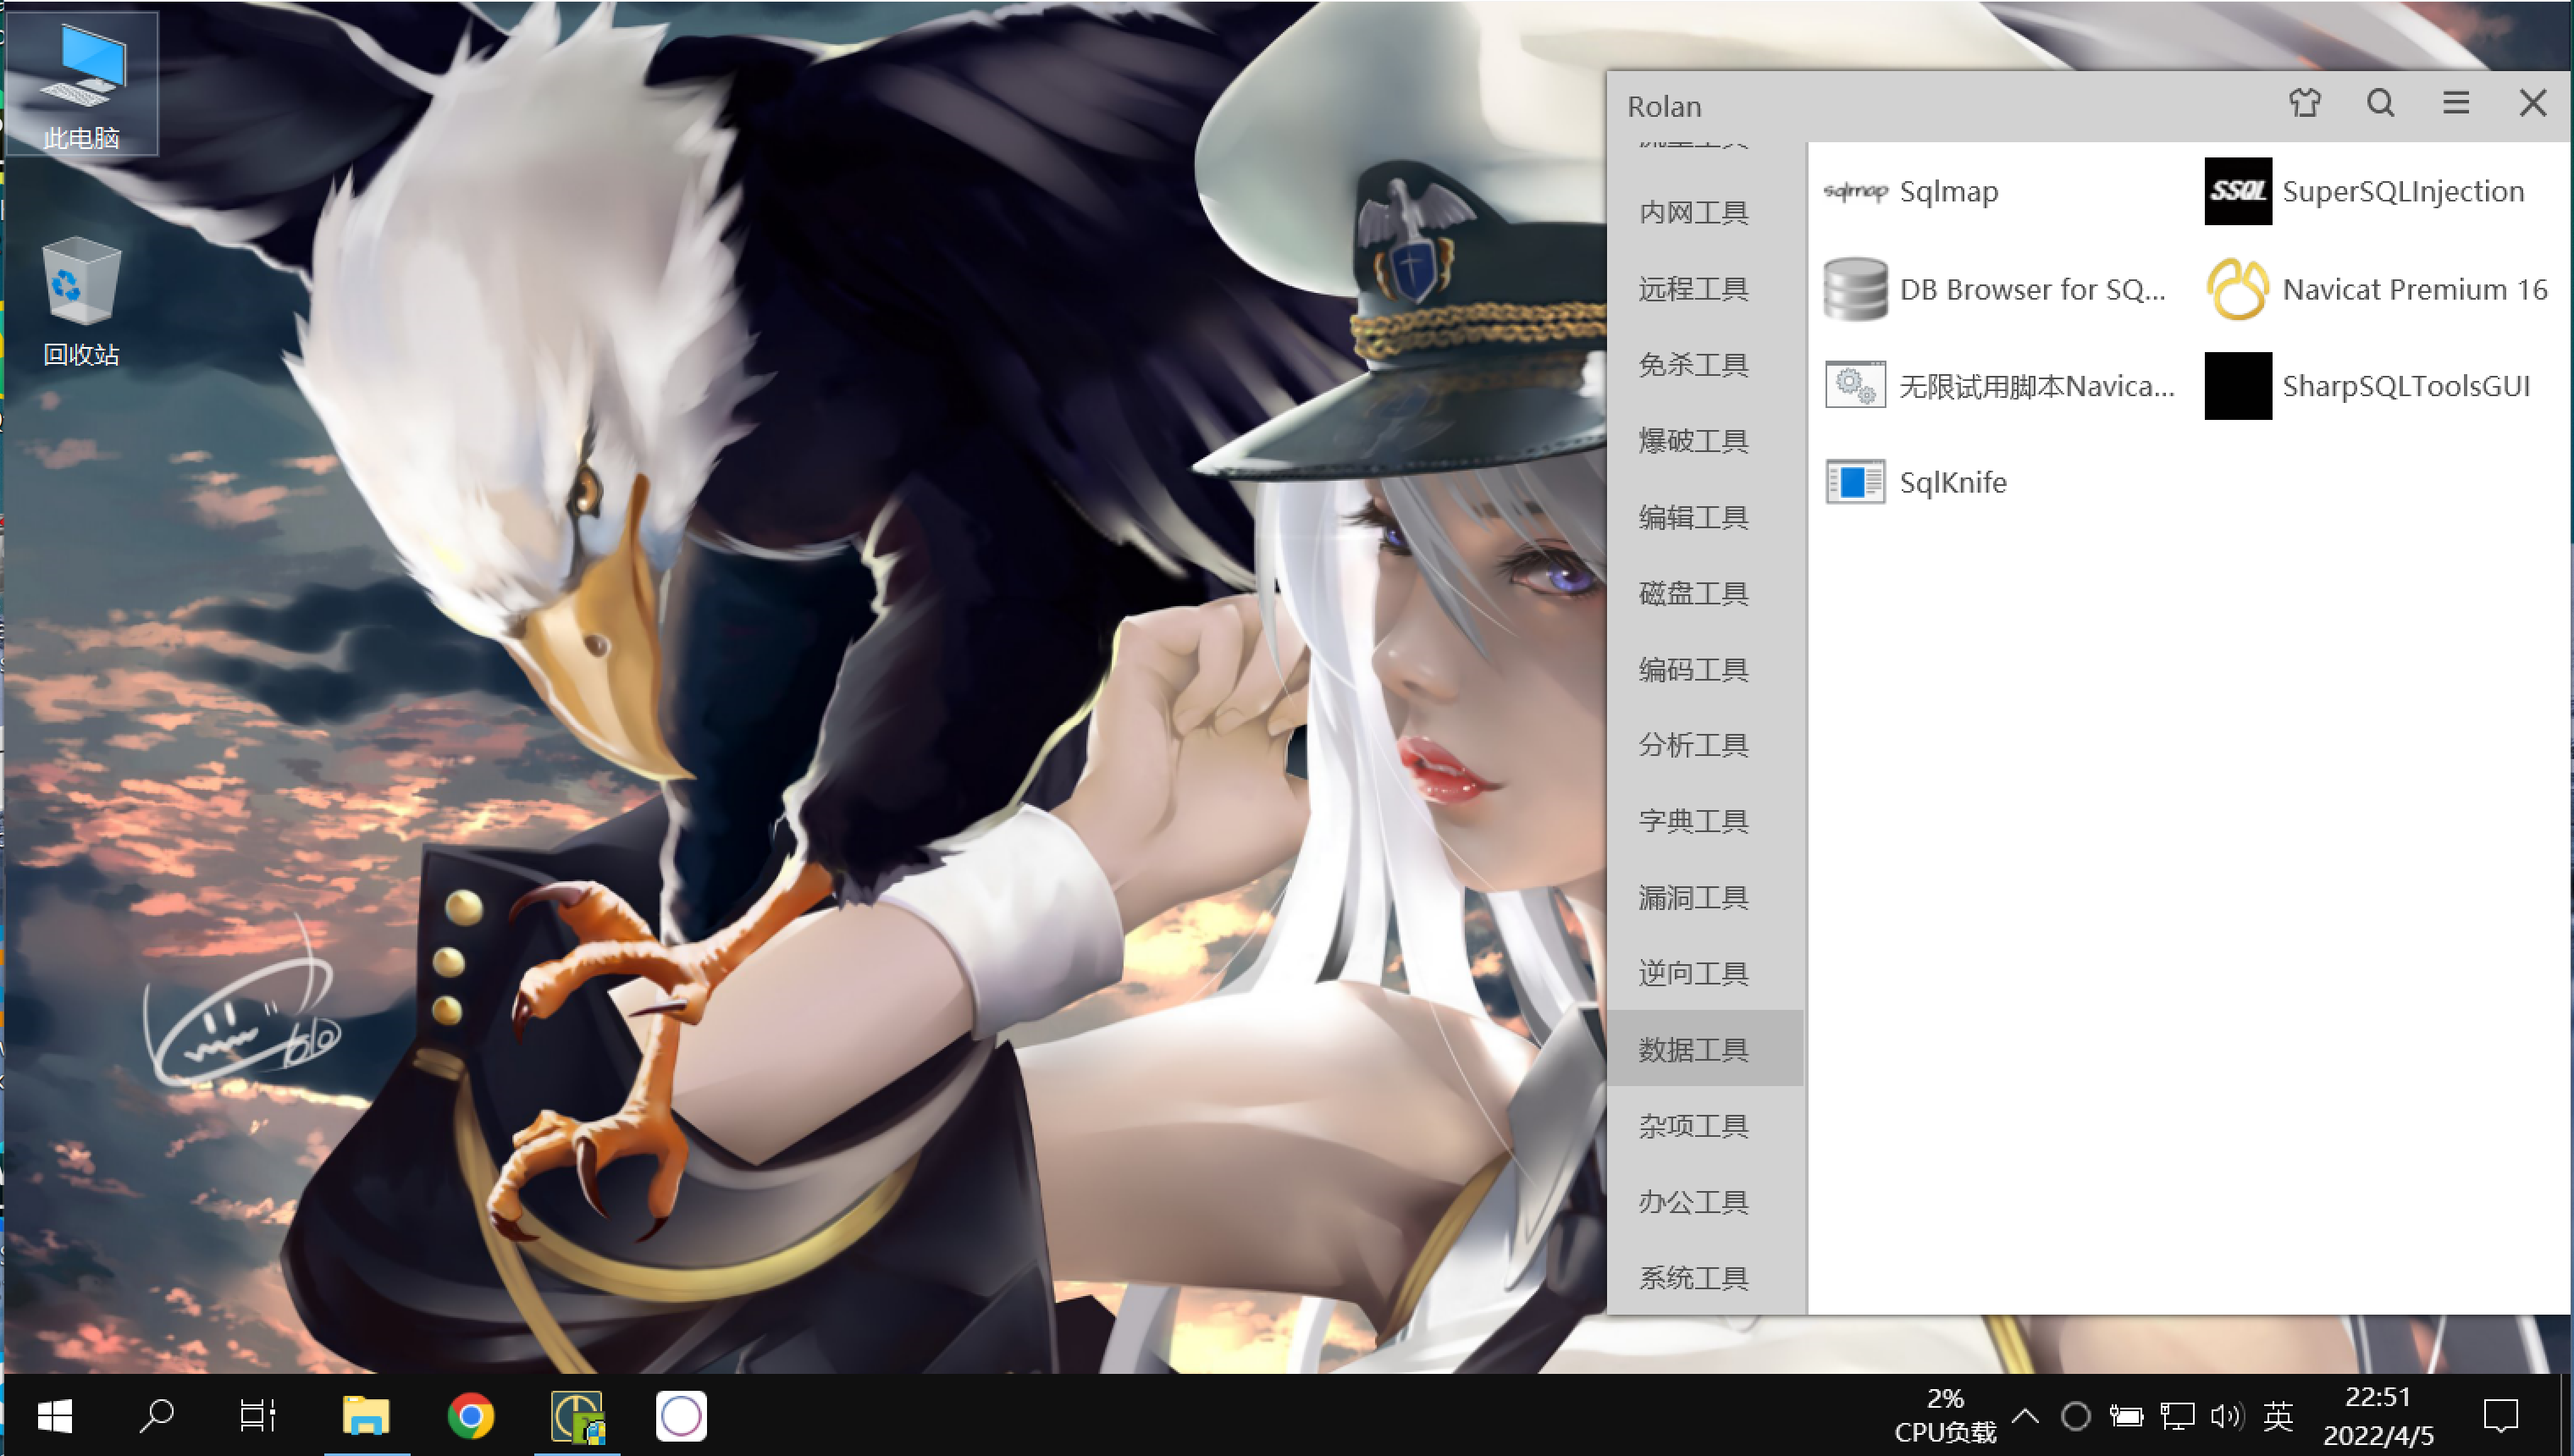 此电脑
回收站
Rolan
内网工具
远程工具
免杀工具
爆破工具
编辑工具
磁盘工具
编码工具
分析工具
字典工具
漏洞工具
逆向工具
数据工具
杂项工具
办公工具
系统工具
sqlmap Sqlmap
SSQL SuperSQLInjection
DB Browser for SQ...
Navicat Premium 16
无限试用脚本Navica...
SharpSQLToolsGUI
SqlKnife
2%
CPU负载
英
22:51
2022/4/5